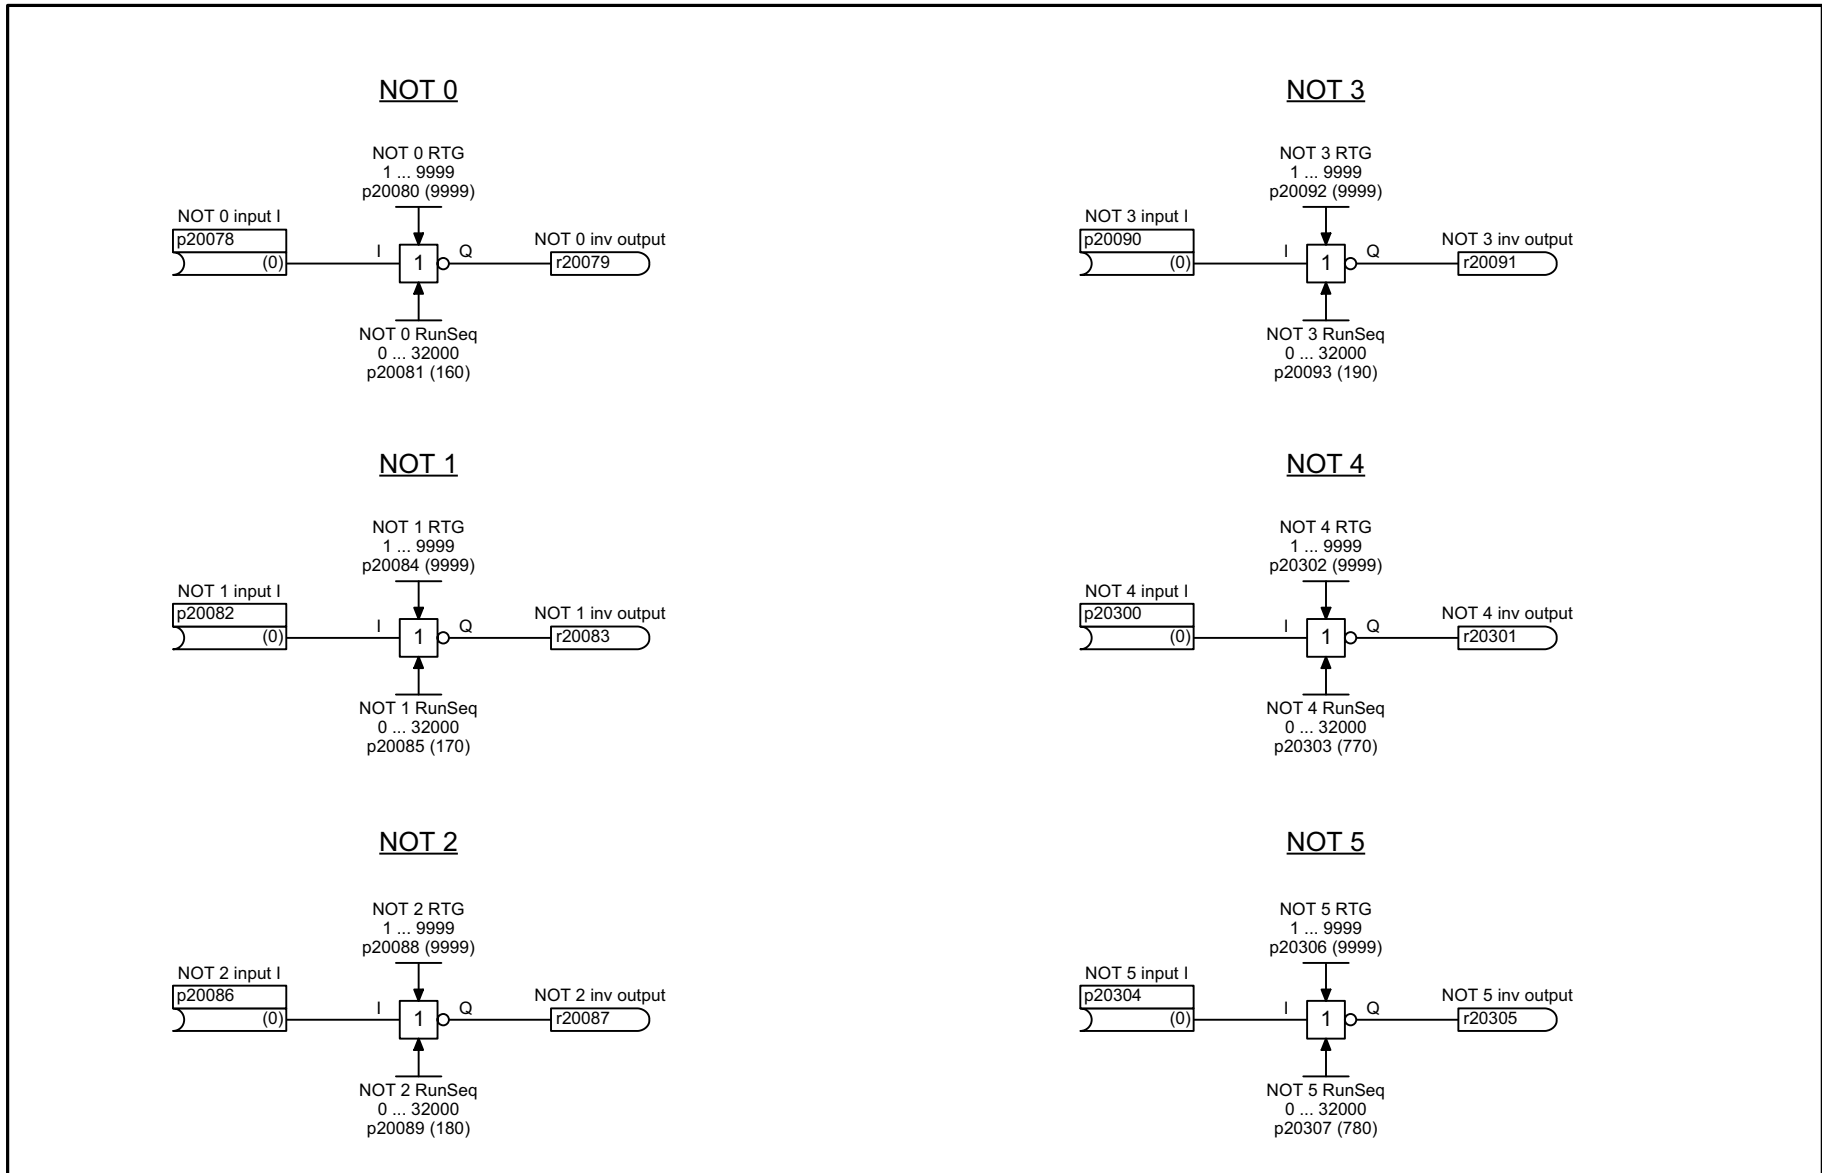 NOT 0
NOT 0 RTG
1 ... 9999
p20080 (9999)
NOT 0 input I
p20078
(0)
I
1
Q
NOT 0 inv output
r20079
NOT 0 RunSeq
0 ... 32000
p20081 (160)
NOT 1
NOT 1 RTG
1 ... 9999
p20084 (9999)
NOT 1 input I
p20082
(0)
I
1
Q
NOT 1 inv output
r20083
NOT 1 RunSeq
0 ... 32000
p20085 (170)
NOT 2
NOT 2 RTG
1 ... 9999
p20088 (9999)
NOT 2 input I
p20086
(0)
I
1
Q
NOT 2 inv output
r20087
NOT 2 RunSeq
0 ... 32000
p20089 (180)
NOT 3
NOT 3 RTG
1 ... 9999
p20092 (9999)
NOT 3 input I
p20090
(0)
I
1
Q
NOT 3 inv output
r20091
NOT 3 RunSeq
0 ... 32000
p20093 (190)
NOT 4
NOT 4 RTG
1 ... 9999
p20302 (9999)
NOT 4 input I
p20300
(0)
I
1
Q
NOT 4 inv output
r20301
NOT 4 RunSeq
0 ... 32000
p20303 (770)
NOT 5
NOT 5 RTG
1 ... 9999
p20306 (9999)
NOT 5 input I
p20304
(0)
I
1
Q
NOT 5 inv output
r20305
NOT 5 RunSeq
0 ... 32000
p20307 (780)